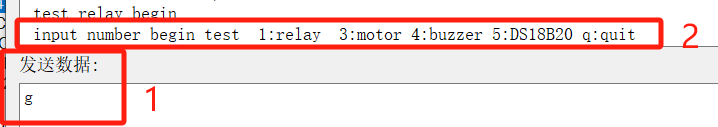 test relay begin
input number begin test  1:relay  3:motor 4:buzzer 5:DS18B20 q:quit
2
发送数据:
g
1